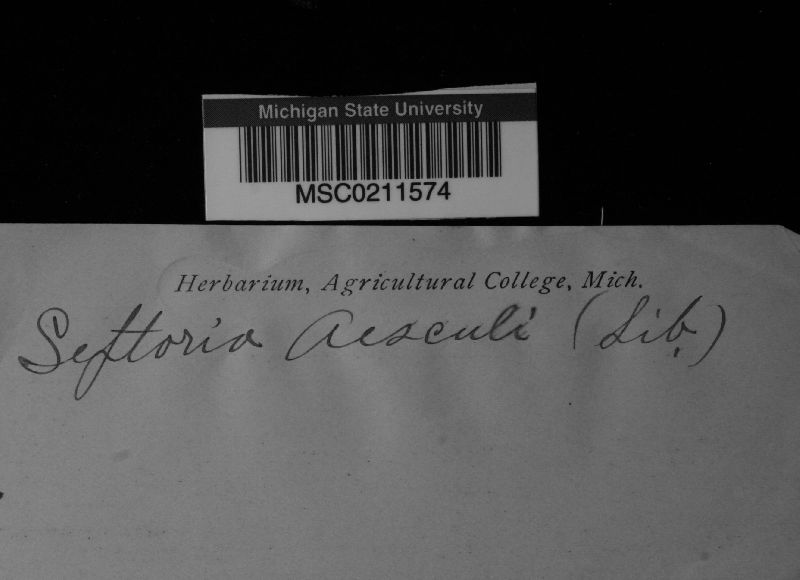 Michigan State University
MSC0211574
Herbarium, Agricultural College, Mich.
Septoria Aesculi (Lib.)